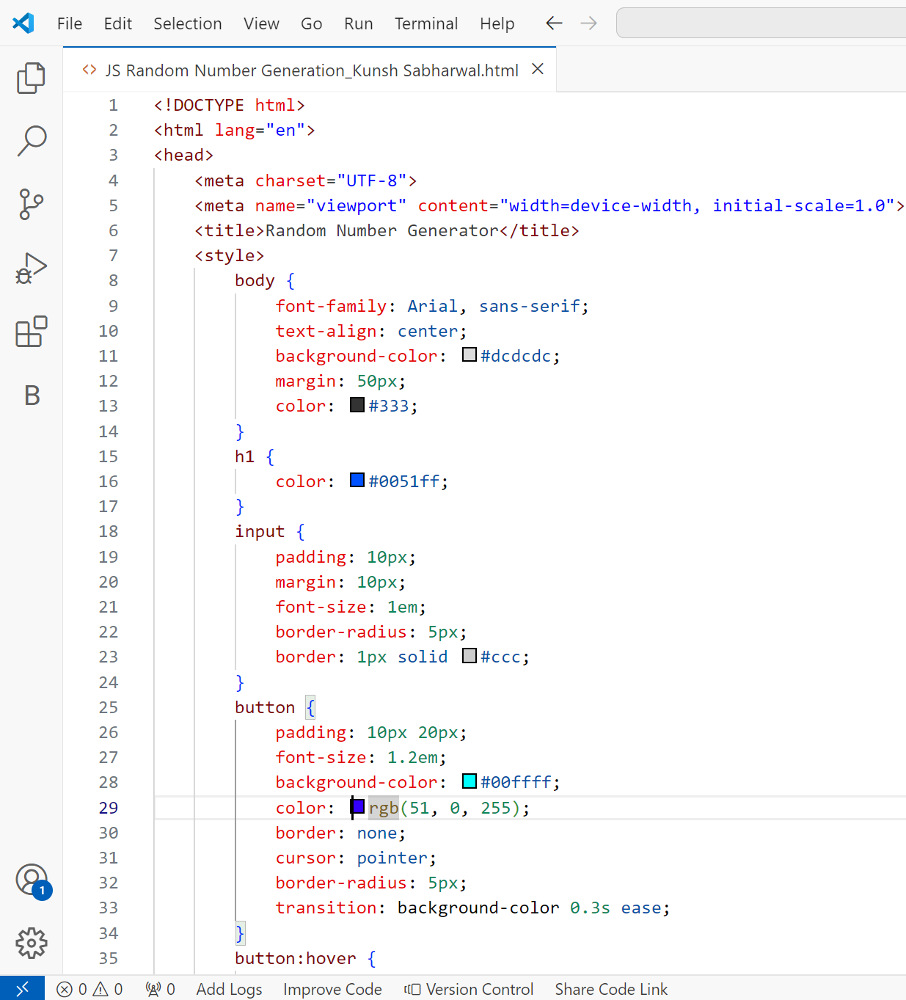 File Edit Selection View Go Run Terminal Help
JS Random Number Generation_Kunsh Sabharwal.html
1 <!DOCTYPE html>
2 <html lang="en">
3 <head>
4 <meta charset="UTF-8">
5 <meta name="viewport" content="width=device-width, initial-scale=1.0">
6 <title>Random Number Generator</title>
7 <style>
8 body {
9 font-family: Arial, sans-serif;
10 text-align: center;
11 background-color: #dcdcdc;
12 margin: 50px;
13 color: #333;
14 }
15 h1 {
16 color: #0051ff;
17 }
18 input {
19 padding: 10px;
20 margin: 10px;
21 font-size: 1em;
22 border-radius: 5px;
23 border: 1px solid #ccc;
24 }
25 button {
26 padding: 10px 20px;
27 font-size: 1.2em;
28 background-color: #00ffff;
29 color: rgb(51, 0, 255);
30 border: none;
31 cursor: pointer;
32 border-radius: 5px;
33 transition: background-color 0.3s ease;
34 }
35 button:hover {
B
1
0 0 0 Add Logs Improve Code Version Control Share Code Link